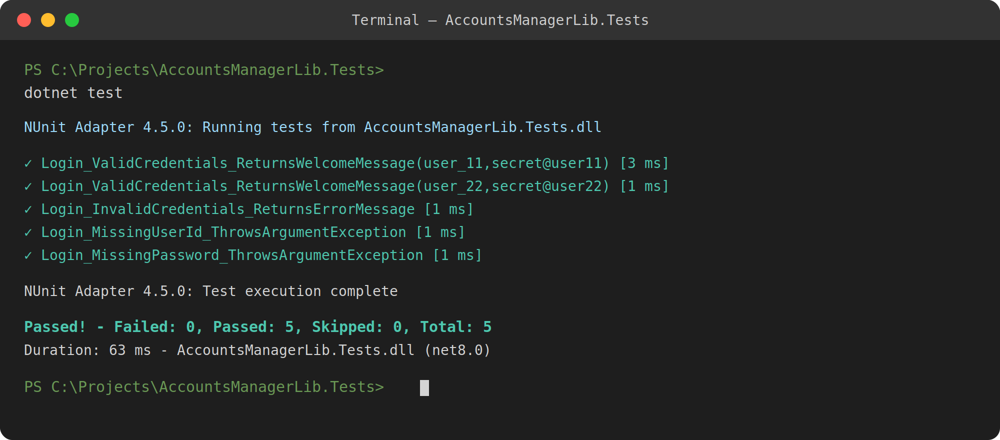 Terminal — AccountsManagerLib.Tests
PS C:\Projects\AccountsManagerLib.Tests>
dotnet test
NUnit Adapter 4.5.0: Running tests from AccountsManagerLib.Tests.dll
✓ Login_ValidCredentials_ReturnsWelcomeMessage(user_11,secret@user11) [3 ms]
✓ Login_ValidCredentials_ReturnsWelcomeMessage(user_22,secret@user22) [1 ms]
✓ Login_InvalidCredentials_ReturnsErrorMessage [1 ms]
✓ Login_MissingUserId_ThrowsArgumentException [1 ms]
✓ Login_MissingPassword_ThrowsArgumentException [1 ms]
NUnit Adapter 4.5.0: Test execution complete
Passed! - Failed: 0, Passed: 5, Skipped: 0, Total: 5
Duration: 63 ms - AccountsManagerLib.Tests.dll (net8.0)
PS C:\Projects\AccountsManagerLib.Tests>